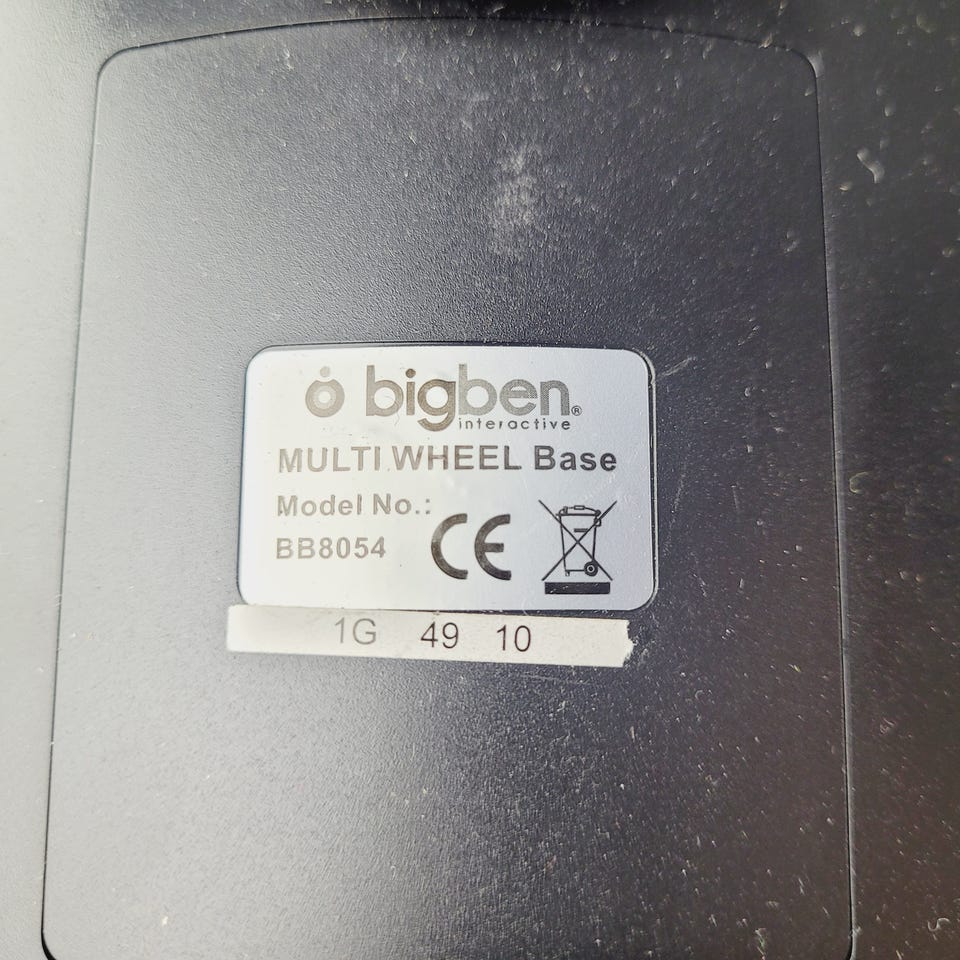 bigben®
interactive
MULTI WHEEL Base
Model No.:
BB8054
CE
1G 49 10